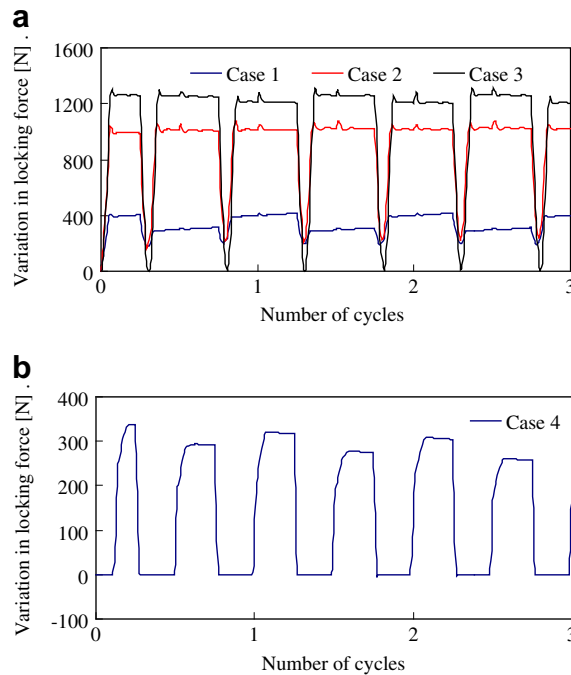 a
Variation in locking force [N] .
1600
1200
800
400
0
Case 1
Case 2
Case 3
0
1
2
3
Number of cycles
b
Variation in locking force [N] .
400
300
200
100
0
-100
Case 4
0
1
2
3
Number of cycles